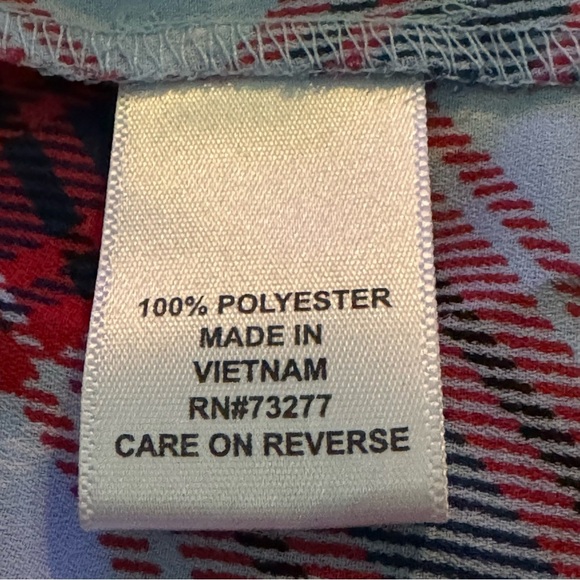 100% POLYESTER
MADE IN
VIETNAM
RN#73277
CARE ON REVERSE